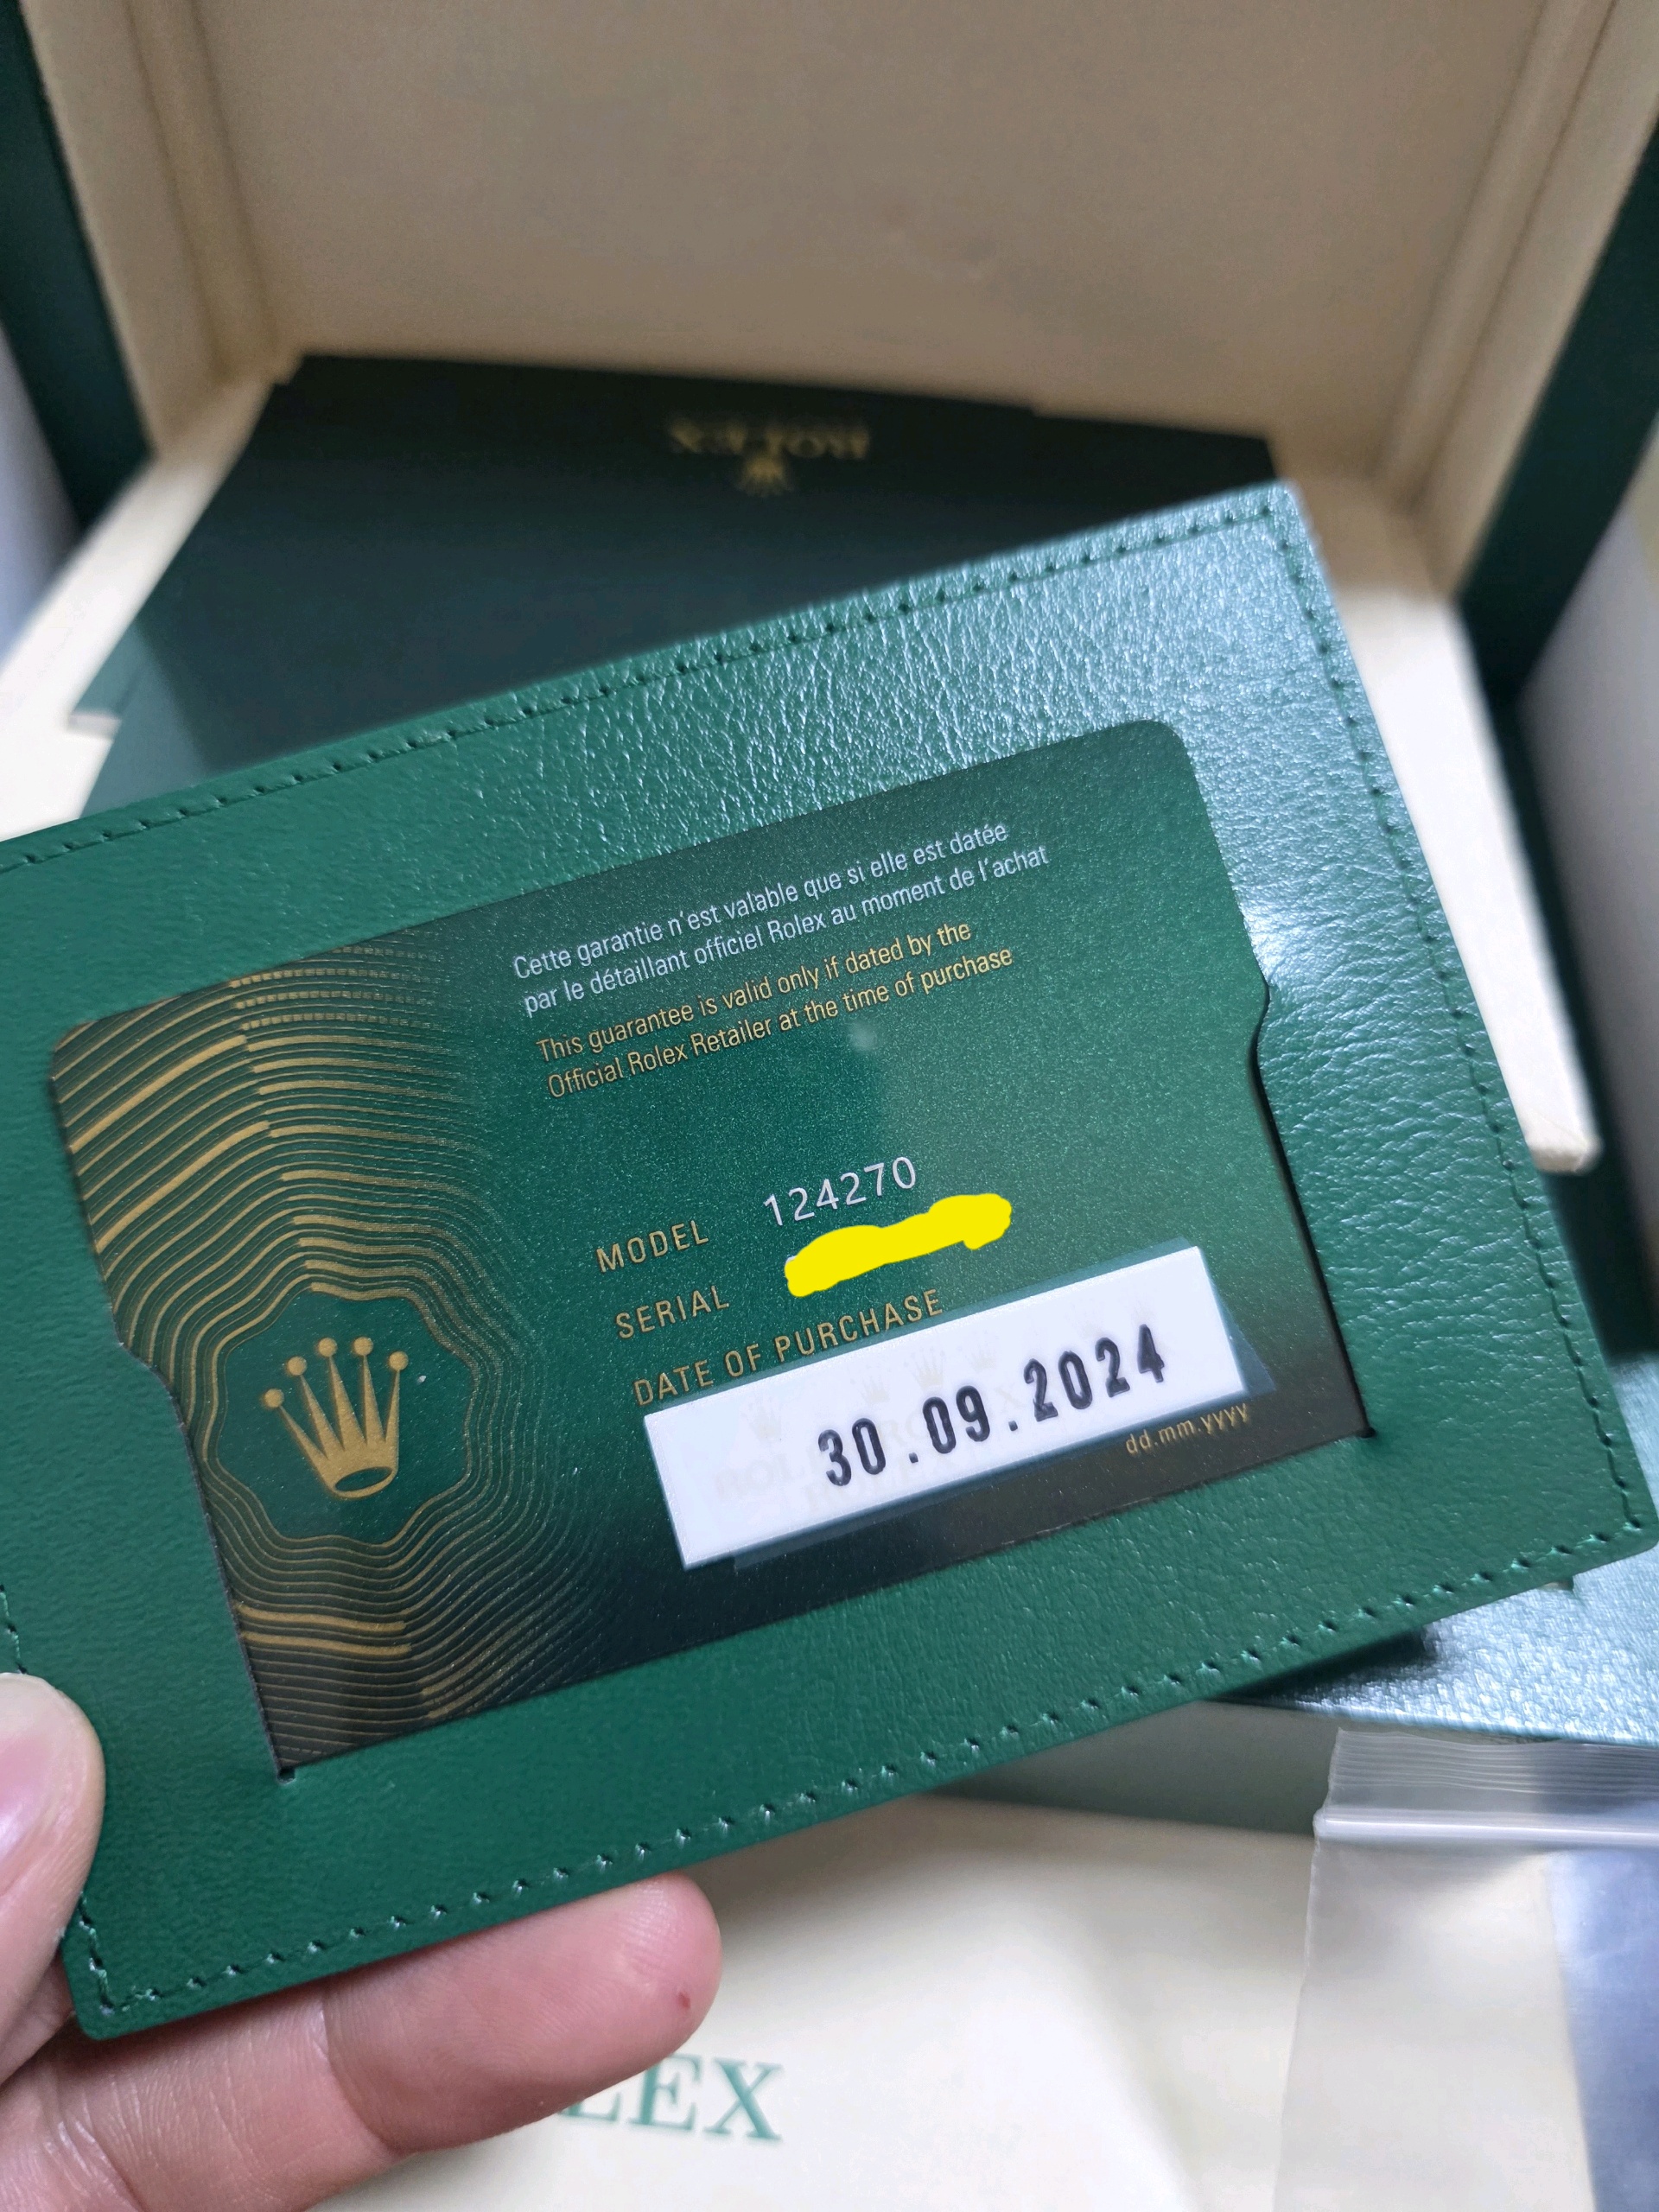 ROLEX
Cette garantie n'est valable que si elle est datée
par le détaillant officiel Rolex au moment de l'achat
This guarantee is valid only if dated by the
Official Rolex Retailer at the time of purchase
MODEL 124270
SERIAL
DATE OF PURCHASE
30.09.2024
dd.mm.yyyy
LEX